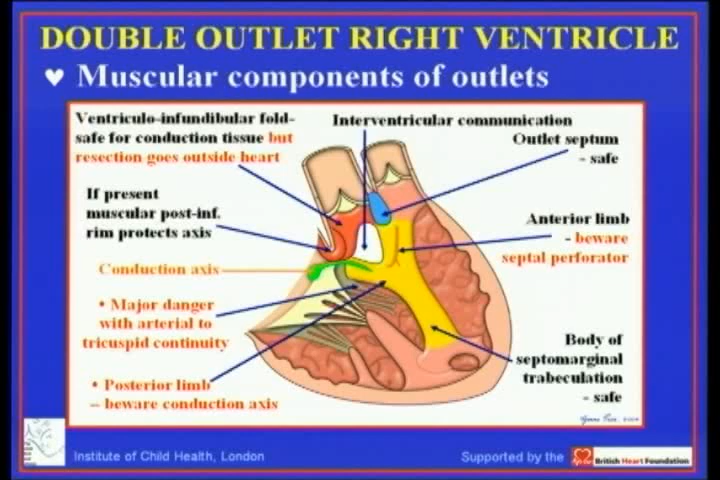 DOUBLE OUTLET RIGHT VENTRICLE
♥ Muscular components of outlets
Ventriculo-infundibular fold-
safe for conduction tissue but
resection goes outside heart
Interventricular communication
Outlet septum
- safe
If present
muscular post-inf.
rim protects axis
Anterior limb
- beware
septal perforator
Conduction axis
• Major danger
with arterial to
tricuspid continuity
Body of
septomarginal
trabeculation
- safe
• Posterior limb
– beware conduction axis
Institute of Child Health, London
Supported by the
British Heart Foundation